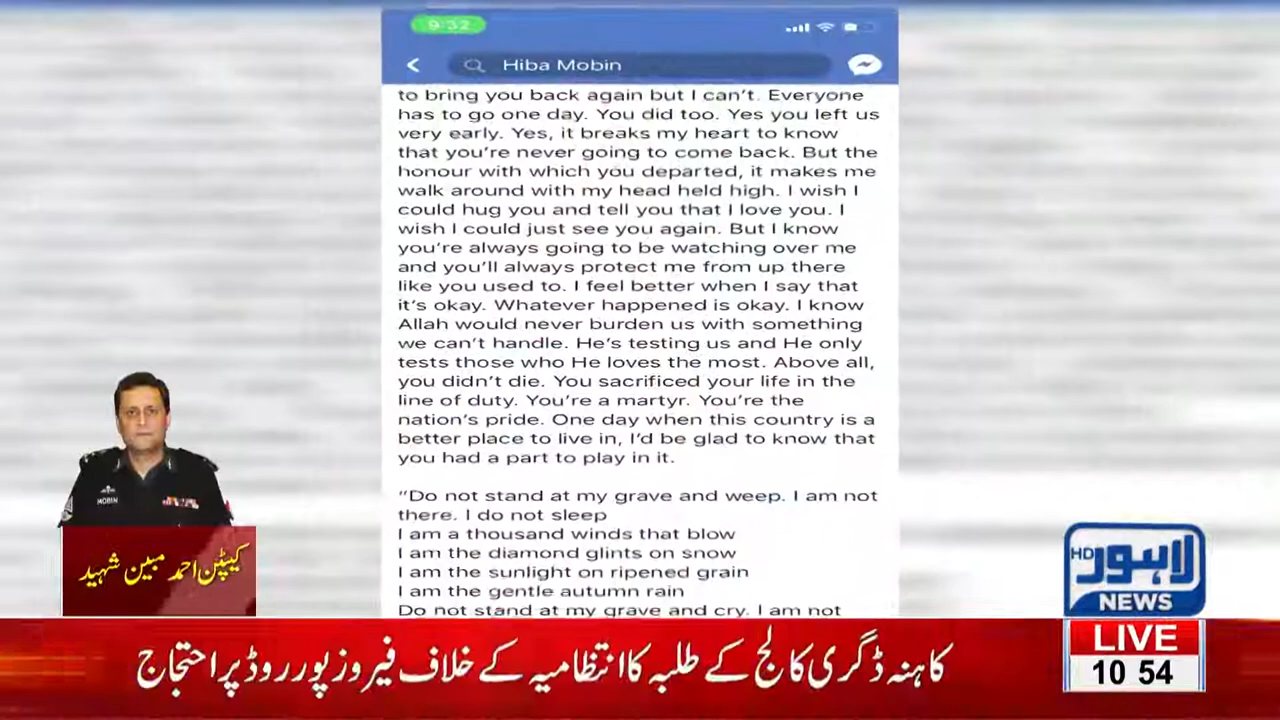 9:32
Hiba Mobin
to bring you back again but I can't. Everyone
has to go one day. You did too. Yes you left us
very early. Yes, it breaks my heart to know
that you're never going to come back. But the
honour with which you departed, it makes me
walk around with my head held high. I wish I
could hug you and tell you that I love you. I
wish I could just see you again. But I know
you're always going to be watching over me
and you'll always protect me from up there
like you used to. I feel better when I say that
it's okay. Whatever happened is okay. I know
Allah would never burden us with something
we can't handle. He's testing us and He only
tests those who He loves the most. Above all,
you didn't die. You sacrificed your life in the
line of duty. You're a martyr. You're the
nation's pride. One day when this country is a
better place to live in, I'd be glad to know that
you had a part to play in it.
"Do not stand at my grave and weep. I am not
there. I do not sleep
I am a thousand winds that blow
I am the diamond glints on snow
I am the sunlight on ripened grain
I am the gentle autumn rain
Do not stand at my grave and cry. I am not
MOBIN
کیپٹن احمد مبین شہید
HD لاہور
NEWS
LIVE
10 54
کاہنہ ڈگری کالج کے طلبہ کا انتظامیہ کے خلاف فیروز پور روڈ پر احتجاج